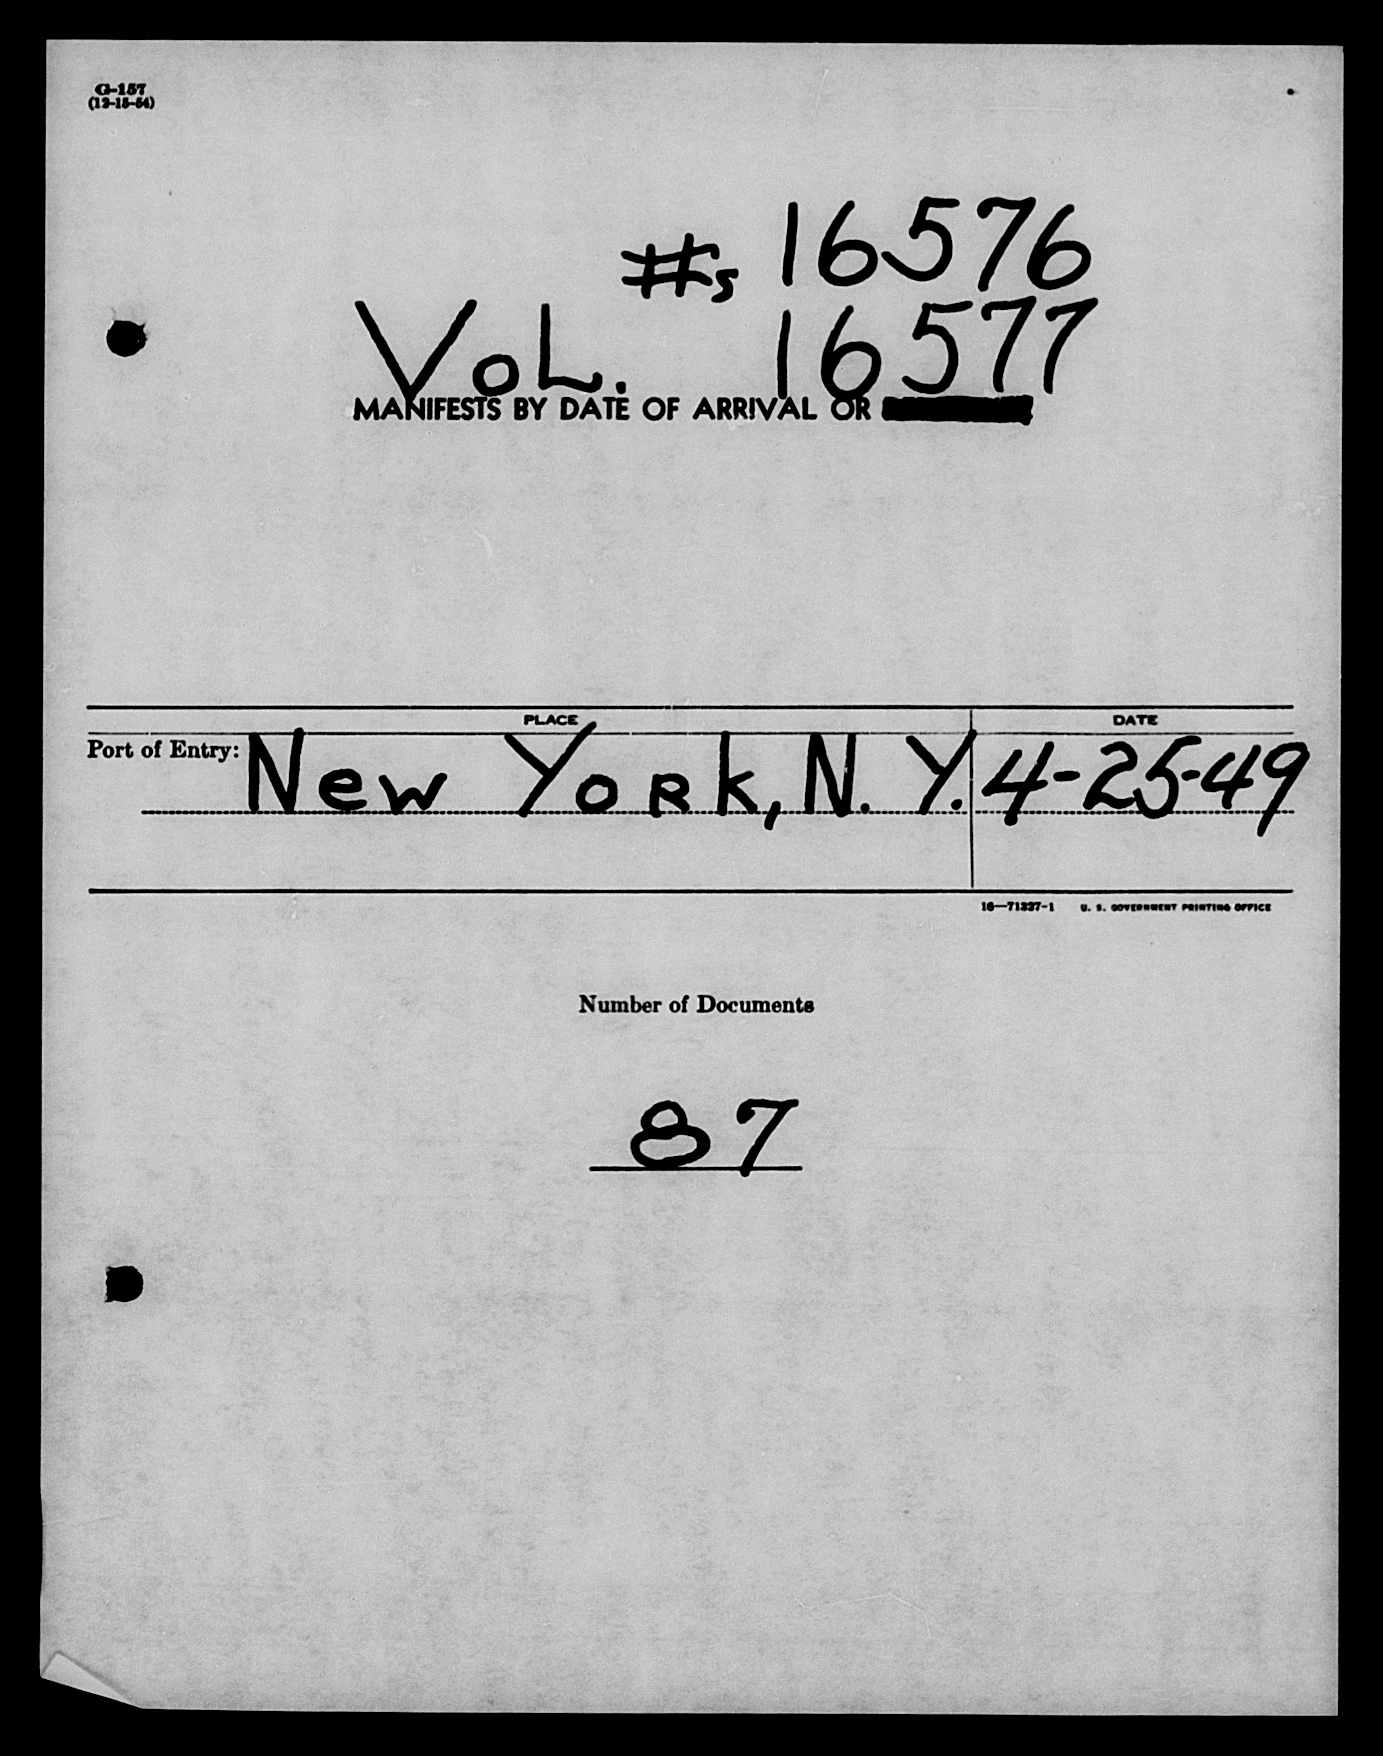 G-157
(12-15-54)
#s 16576
VoL. 16577
MANIFESTS BY DATE OF ARRIVAL OR
PLACE DATE
Port of Entry: New York, N. Y. 4-25-49
16—71327-1 U. S. GOVERNMENT PRINTING OFFICE
Number of Documents
87